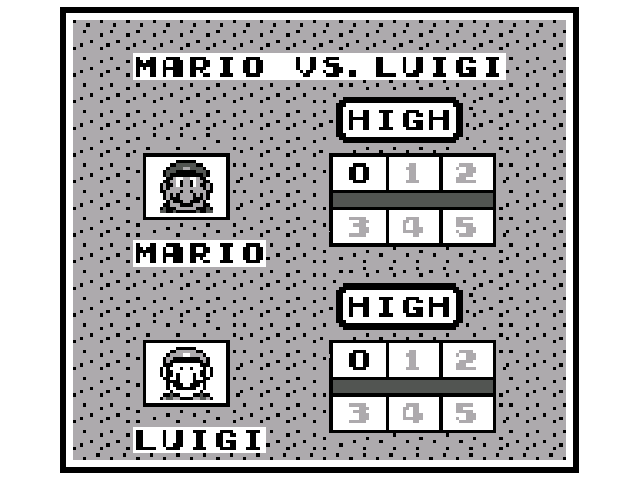 MARIO VS. LUIGI
HIGH
0 1 2
3 4 5
MARIO
HIGH
0 1 2
3 4 5
LUIGI